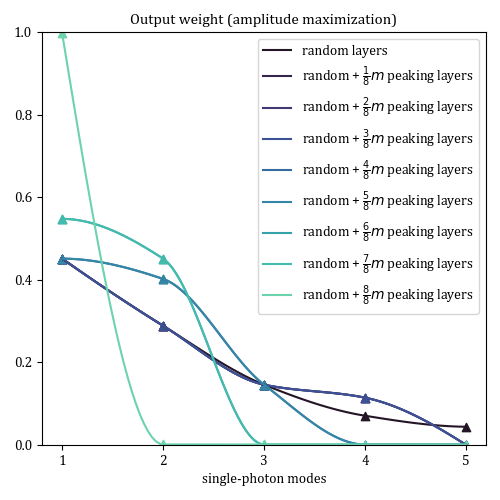 Output weight (amplitude maximization)
1.0
0.8
0.6
0.4
0.2
0.0
random layers
random + 1/8 m peaking layers
random + 2/8 m peaking layers
random + 3/8 m peaking layers
random + 4/8 m peaking layers
random + 5/8 m peaking layers
random + 6/8 m peaking layers
random + 7/8 m peaking layers
random + 8/8 m peaking layers
1 2 3 4 5
single-photon modes